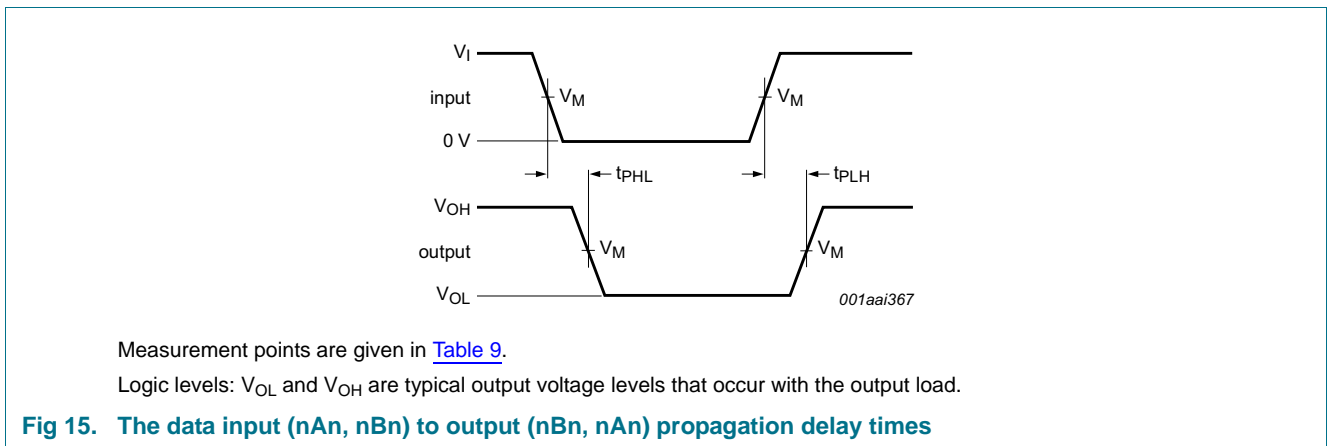 VI
input
VM
VM
0 V
tPHL
tPLH
VOH
output
VM
VM
VOL
001aai367
Measurement points are given in Table 9.
Logic levels: VOL and VOH are typical output voltage levels that occur with the output load.
Fig 15. The data input (nAn, nBn) to output (nBn, nAn) propagation delay times